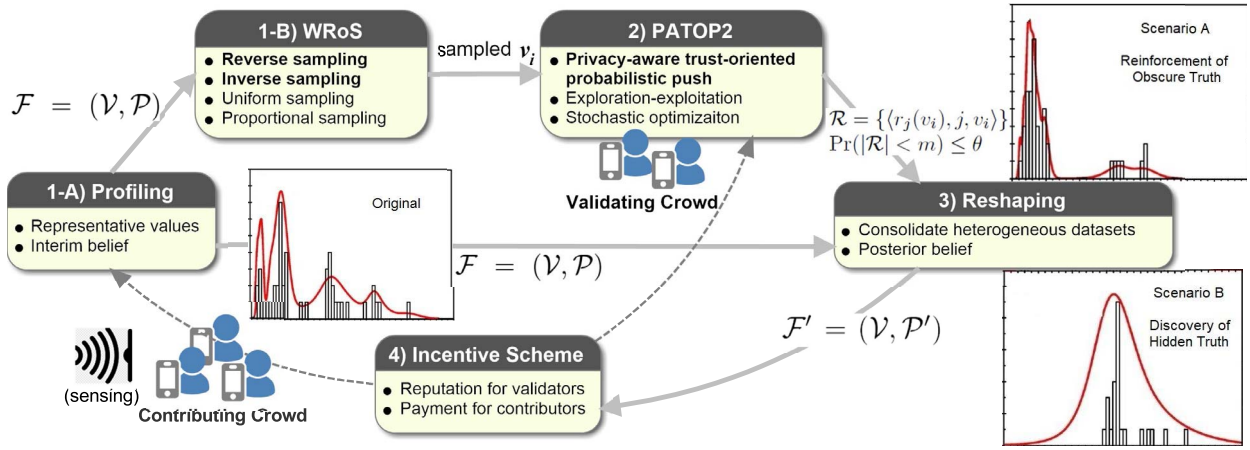 1-B) WRoS
Reverse sampling
Inverse sampling
Uniform sampling
Proportional sampling
sampled v_i
2) PATOP2
Privacy-aware trust-oriented
probabilistic push
Exploration-exploitation
Stochastic optimizaiton
Validating Crowd
Scenario A
Reinforcement of
Obscure Truth
F = (V, P)
R = {⟨r_j(v_i), j, v_i⟩}
Pr(|R| < m) ≤ θ
1-A) Profiling
Representative values
Interim belief
Original
F = (V, P)
3) Reshaping
Consolidate heterogeneous datasets
Posterior belief
Scenario B
Discovery of
Hidden Truth
F′ = (V, P′)
4) Incentive Scheme
Reputation for validators
Payment for contributors
(sensing)
Contributing Crowd